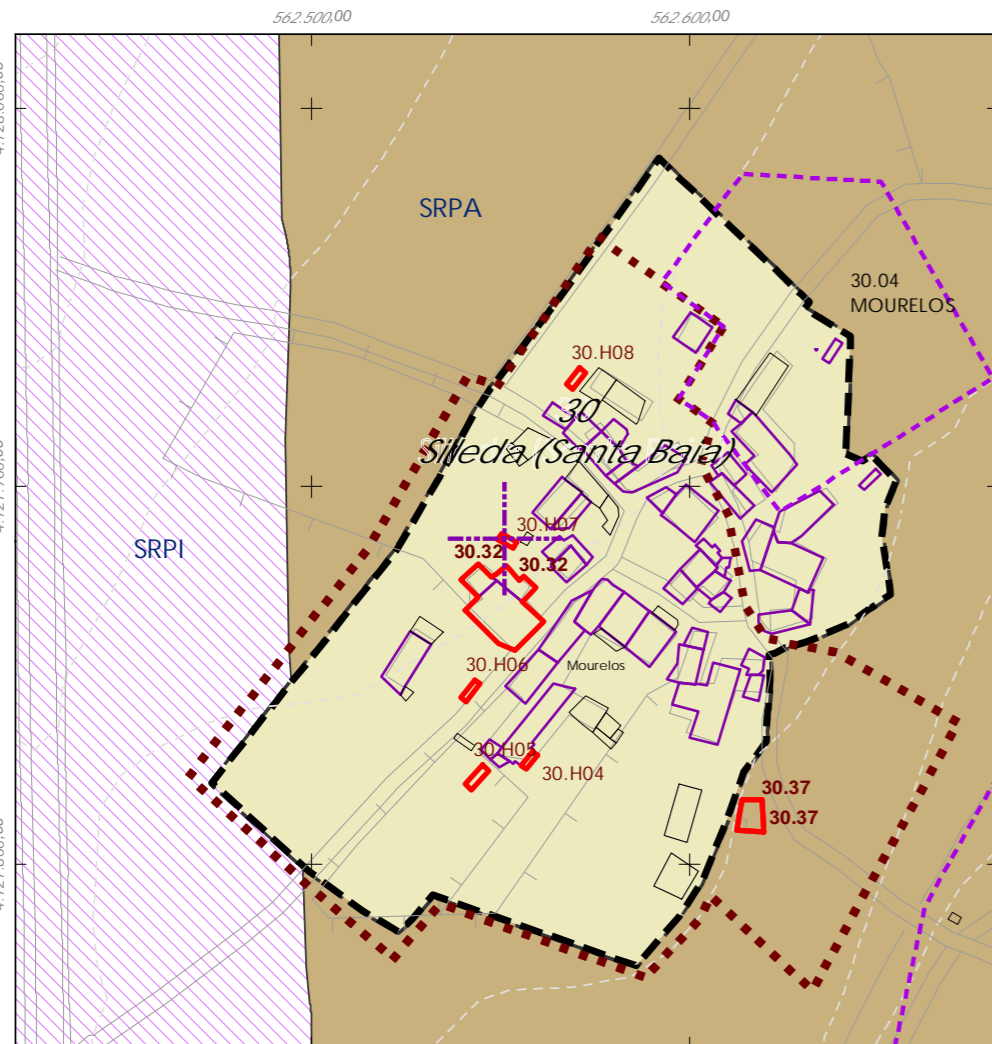 562.500,00
562.600,00
SRPA
30.04
MOURELOS
30.H08
30
Silleda (Santa Baia)
30.H07
SRPI
30.32
30.32
30.H06
Mourelos
30.H05
30.H04
30.37
30.37